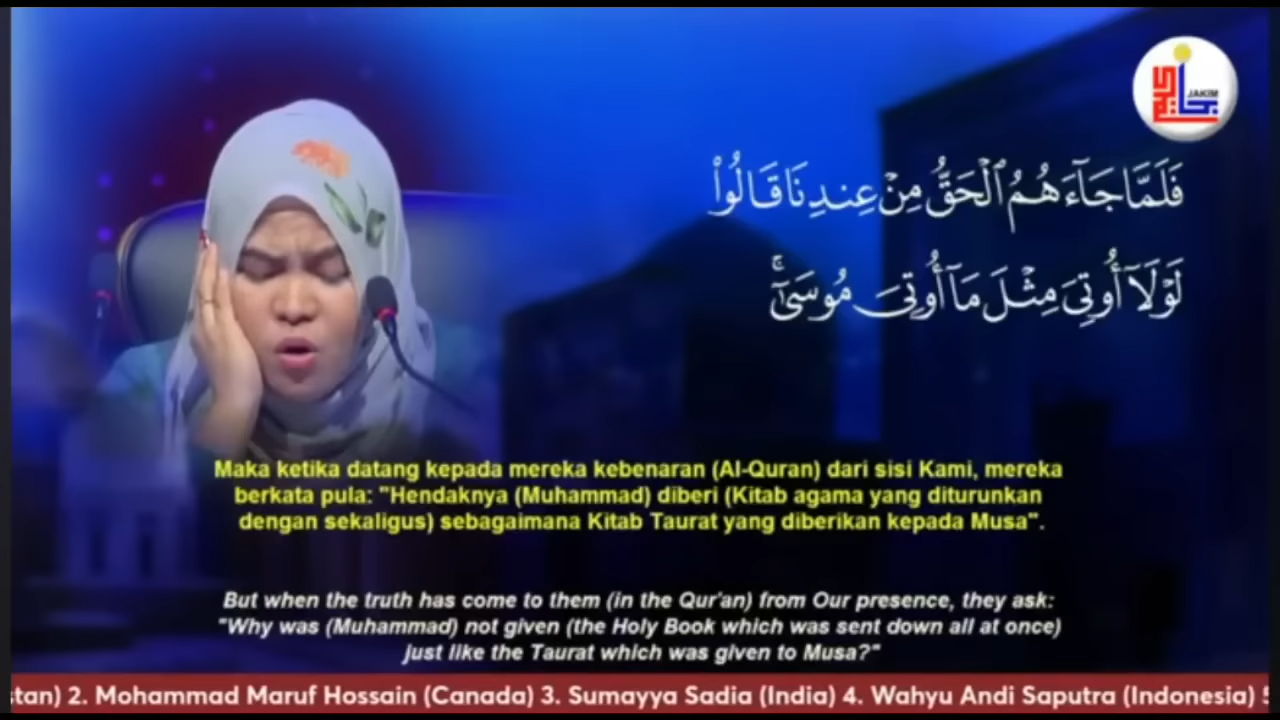 JAKIM
فَلَمَّا جَآءَهُمُ ٱلْحَقُّ مِنْ عِندِنَا قَالُوا۟
لَوْلَآ أُوتِىَ مِثْلَ مَآ أُوتِىَ مُوسَىٰٓ ۚ
Maka ketika datang kepada mereka kebenaran (Al-Quran) dari sisi Kami, mereka
berkata pula: "Hendaknya (Muhammad) diberi (Kitab agama yang diturunkan
dengan sekaligus) sebagaimana Kitab Taurat yang diberikan kepada Musa".
But when the truth has come to them (in the Qur'an) from Our presence, they ask:
"Why was (Muhammad) not given (the Holy Book which was sent down all at once)
just like the Taurat which was given to Musa?"
stan) 2. Mohammad Maruf Hossain (Canada) 3. Sumayya Sadia (India) 4. Wahyu Andi Saputra (Indonesia) 5